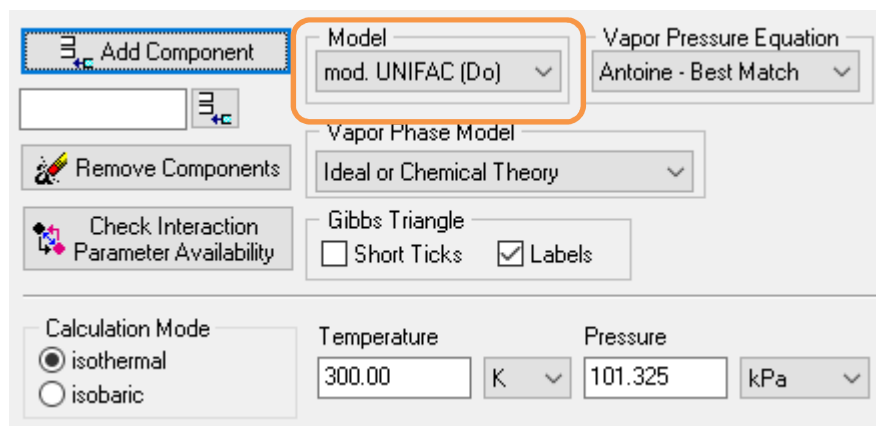 Add Component
Model
mod. UNIFAC (Do)
Vapor Pressure Equation
Antoine - Best Match
Vapor Phase Model
Ideal or Chemical Theory
Remove Components
Check Interaction
Parameter Availability
Gibbs Triangle
Short Ticks
Labels
Calculation Mode
isothermal
isobaric
Temperature
300.00
K
Pressure
101.325
kPa